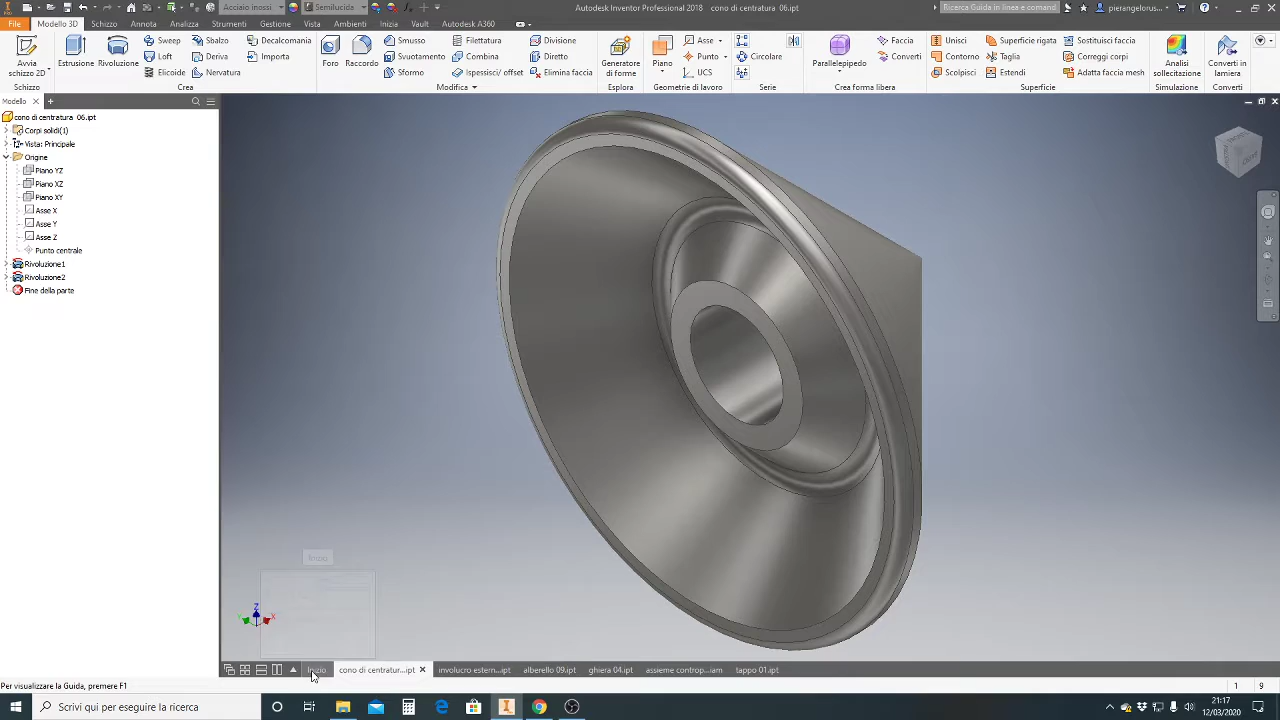 Acciaio inossi Semilucida Autodesk Inventor Professional 2018 cono di centratura 06.ipt Ricerca Guida in linea e comand pierangelorus...
File Modello 3D Schizzo Annota Analizza Strumenti Gestione Vista Ambienti Inizia Vault Autodesk A360
Avvia schizzo 2D Estrusione Rivoluzione Sweep Sbalzo Decalcomania
Loft Deriva Importa
Elicoide Nervatura
Foro Raccordo Smusso Filettatura Divisione
Svuotamento Combina Diretto
Sformo Ispessisci/ offset Elimina faccia
Generatore di forme Piano Asse
Punto
UCS
Circolare
Parallelepipedo Faccia
Converti
Unisci Superficie rigata Sostituisci faccia
Contorno Taglia Correggi corpi
Scolpisci Estendi Adatta faccia mesh
Analisi sollecitazione Converti in lamiera
Schizzo Crea Modifica Esplora Geometria di lavoro Serie Crea forma libera Superficie Simulazione Converti
Modello
cono di centratura 06.ipt
Corpi solidi(1)
Vista: Principale
Origine
Piano YZ
Piano XZ
Piano XY
Asse X
Asse Y
Asse Z
Punto centrale
Rivoluzione1
Rivoluzione2
Fine della parte
Inizio
Z
Y X
Inizio cono di centratur...ipt involucro estern...ipt alberello 09.ipt ghiera 04.ipt assieme controp...iam tappo 01.ipt
Per visualizzare la Guida, premere F1 1 9
Scrivi qui per eseguire la ricerca
21:17
12/03/2020